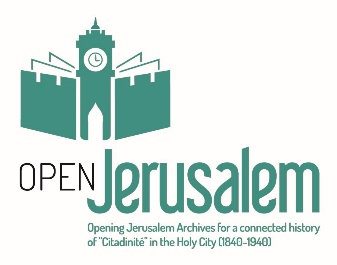 OPEN Jerusalem
Opening Jerusalem Archives for a connected history
of "Citadinité" in the Holy City (1840-1940)